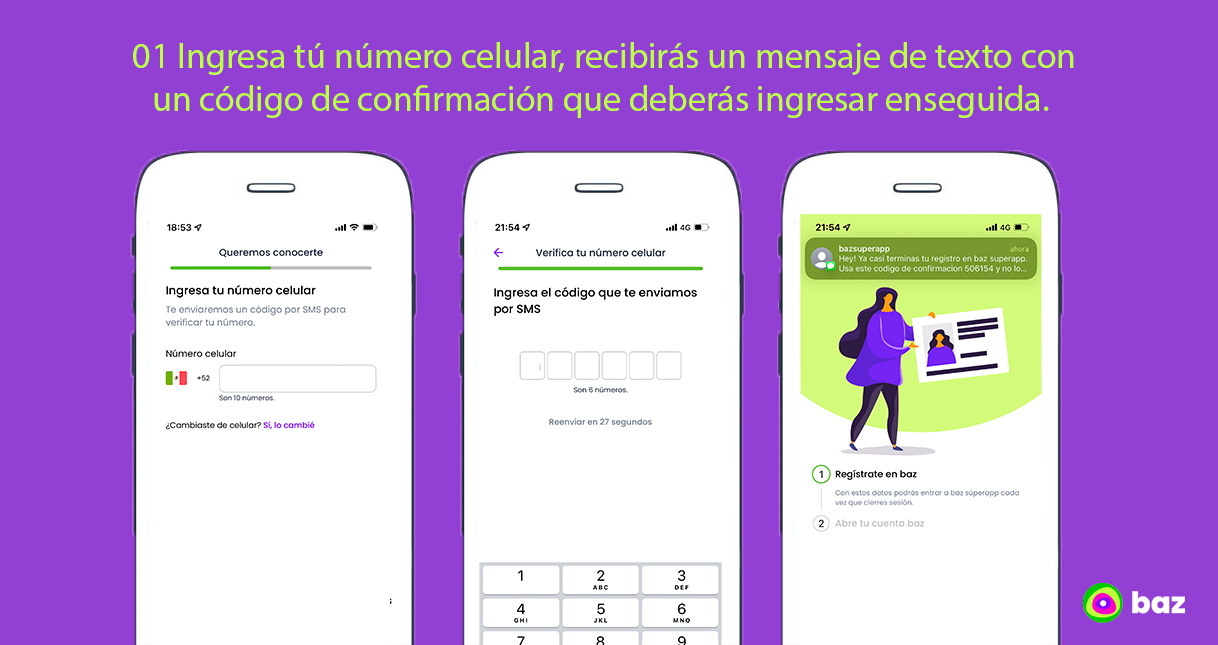 01 Ingresa tú número celular, recibirás un mensaje de texto con
un código de confirmación que deberás ingresar enseguida.
18:53
Queremos conocerte
Ingresa tu número celular
Te enviaremos un código por SMS para
verificar tu número.
Número celular
+52
Son 10 números.
¿Cambiaste de celular? Sí, lo cambié
21:54
4G
Verifica tu número celular
Ingresa el código que te enviamos
por SMS
Son 6 números.
Reenviar en 27 segundos
1
2
ABC
3
DEF
4
GHI
5
JKL
6
MNO
7
8
9
21:54
4G
bazsuperapp
ahora
Hey! Ya casi terminas tu registro en baz superapp.
Usa este codigo de confirmacion 506154 y no lo...
1 Regístrate en baz
Con estos datos podrás entrar a baz súperapp cada
vez que cierres sesión.
2 Abre tu cuenta baz
baz